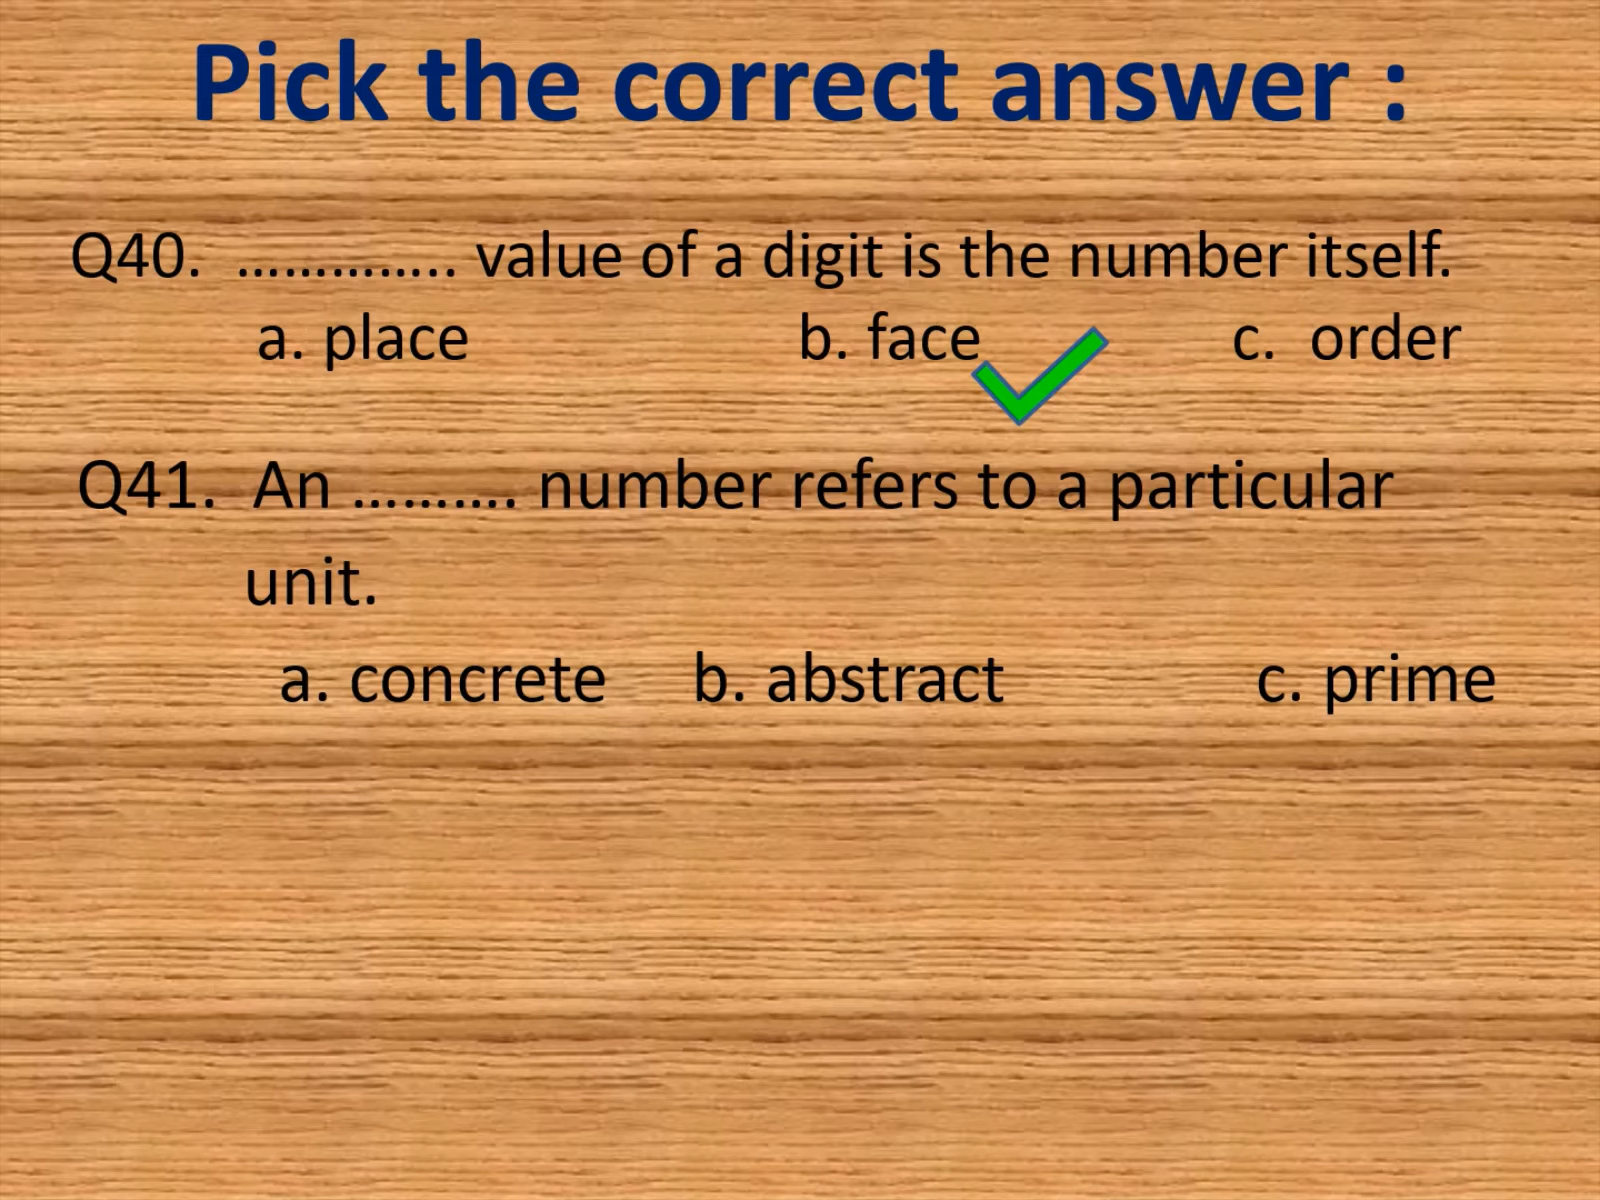 Pick the correct answer :
Q40. ………….. value of a digit is the number itself.
a. place b. face c. order
Q41. An ………. number refers to a particular
unit.
a. concrete b. abstract c. prime